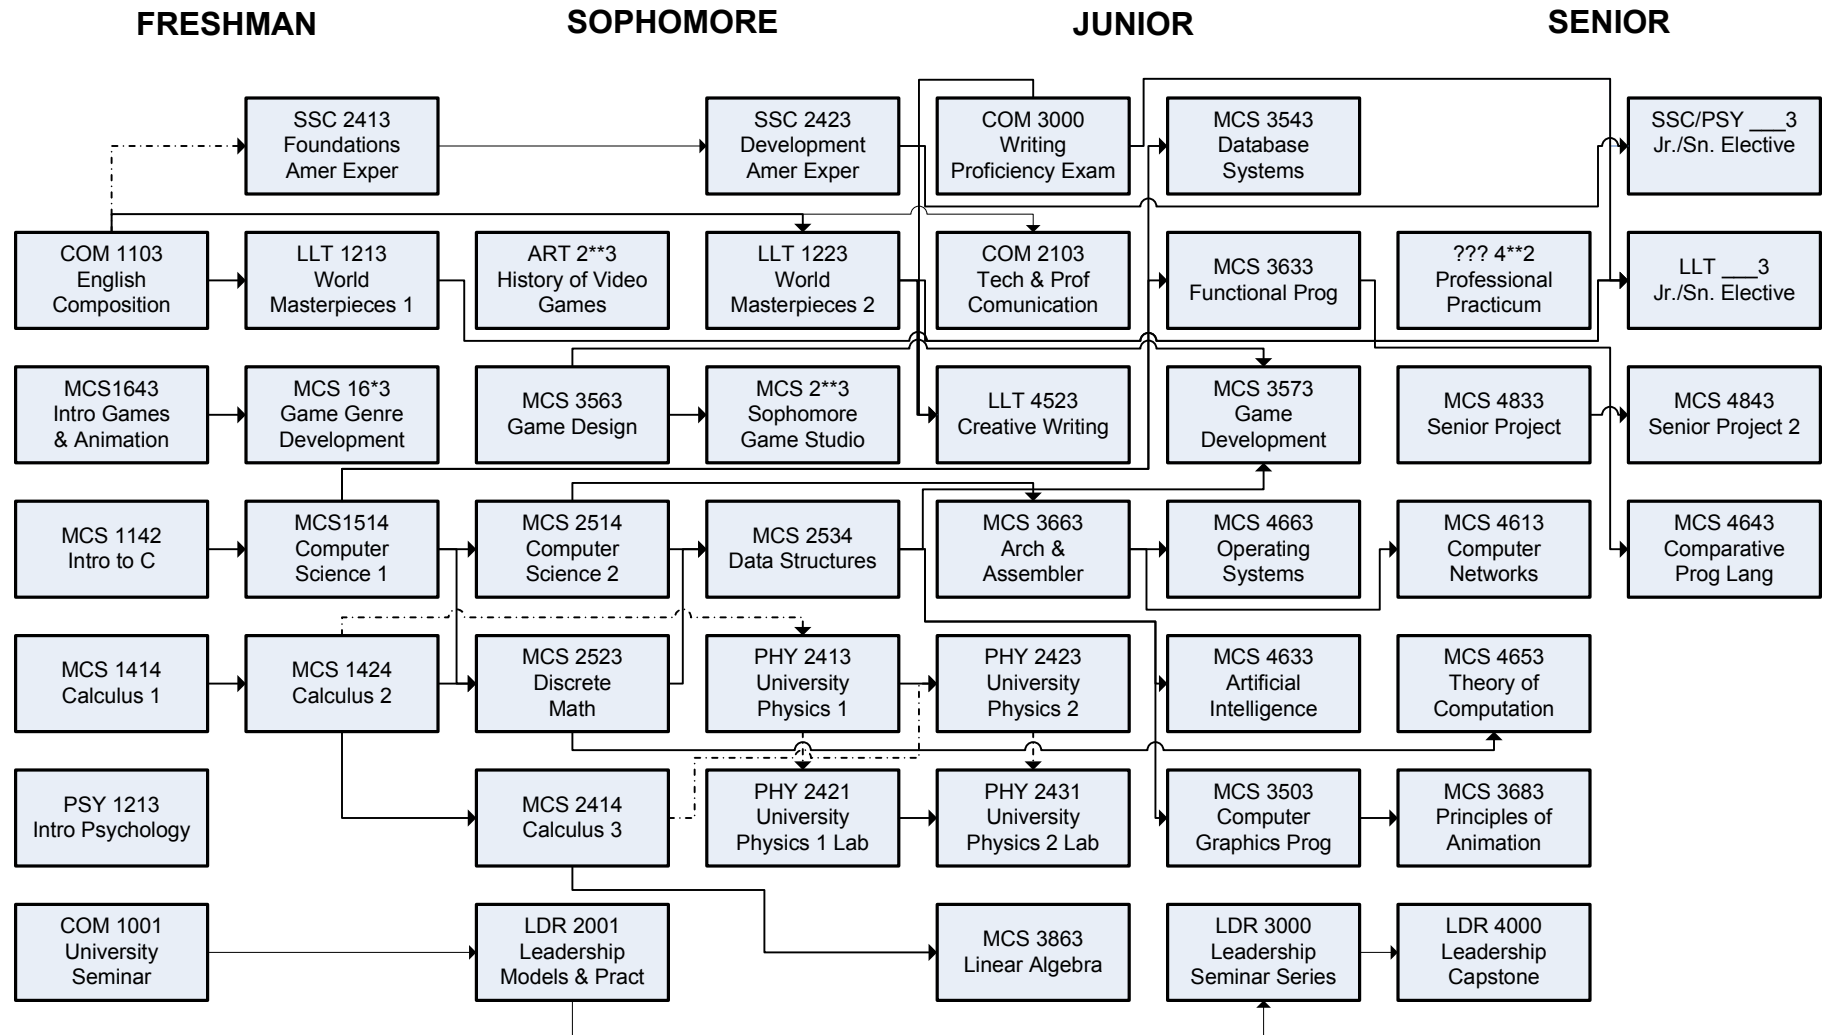 FRESHMAN
SOPHOMORE
JUNIOR
SENIOR
SSC 2413
Foundations
Amer Exper
SSC 2423
Development
Amer Exper
COM 3000
Writing
Proficiency Exam
MCS 3543
Database
Systems
SSC/PSY ___3
Jr./Sn. Elective
COM 1103
English
Composition
LLT 1213
World
Masterpieces 1
ART 2**3
History of Video
Games
LLT 1223
World
Masterpieces 2
COM 2103
Tech & Prof
Comunication
MCS 3633
Functional Prog
??? 4**2
Professional
Practicum
LLT ___3
Jr./Sn. Elective
MCS1643
Intro Games
& Animation
MCS 16*3
Game Genre
Development
MCS 3563
Game Design
MCS 2**3
Sophomore
Game Studio
LLT 4523
Creative Writing
MCS 3573
Game
Development
MCS 4833
Senior Project
MCS 4843
Senior Project 2
MCS 1142
Intro to C
MCS1514
Computer
Science 1
MCS 2514
Computer
Science 2
MCS 2534
Data Structures
MCS 3663
Arch &
Assembler
MCS 4663
Operating
Systems
MCS 4613
Computer
Networks
MCS 4643
Comparative
Prog Lang
MCS 1414
Calculus 1
MCS 1424
Calculus 2
MCS 2523
Discrete
Math
PHY 2413
University
Physics 1
PHY 2423
University
Physics 2
MCS 4633
Artificial
Intelligence
MCS 4653
Theory of
Computation
PSY 1213
Intro Psychology
MCS 2414
Calculus 3
PHY 2421
University
Physics 1 Lab
PHY 2431
University
Physics 2 Lab
MCS 3503
Computer
Graphics Prog
MCS 3683
Principles of
Animation
COM 1001
University
Seminar
LDR 2001
Leadership
Models & Pract
MCS 3863
Linear Algebra
LDR 3000
Leadership
Seminar Series
LDR 4000
Leadership
Capstone